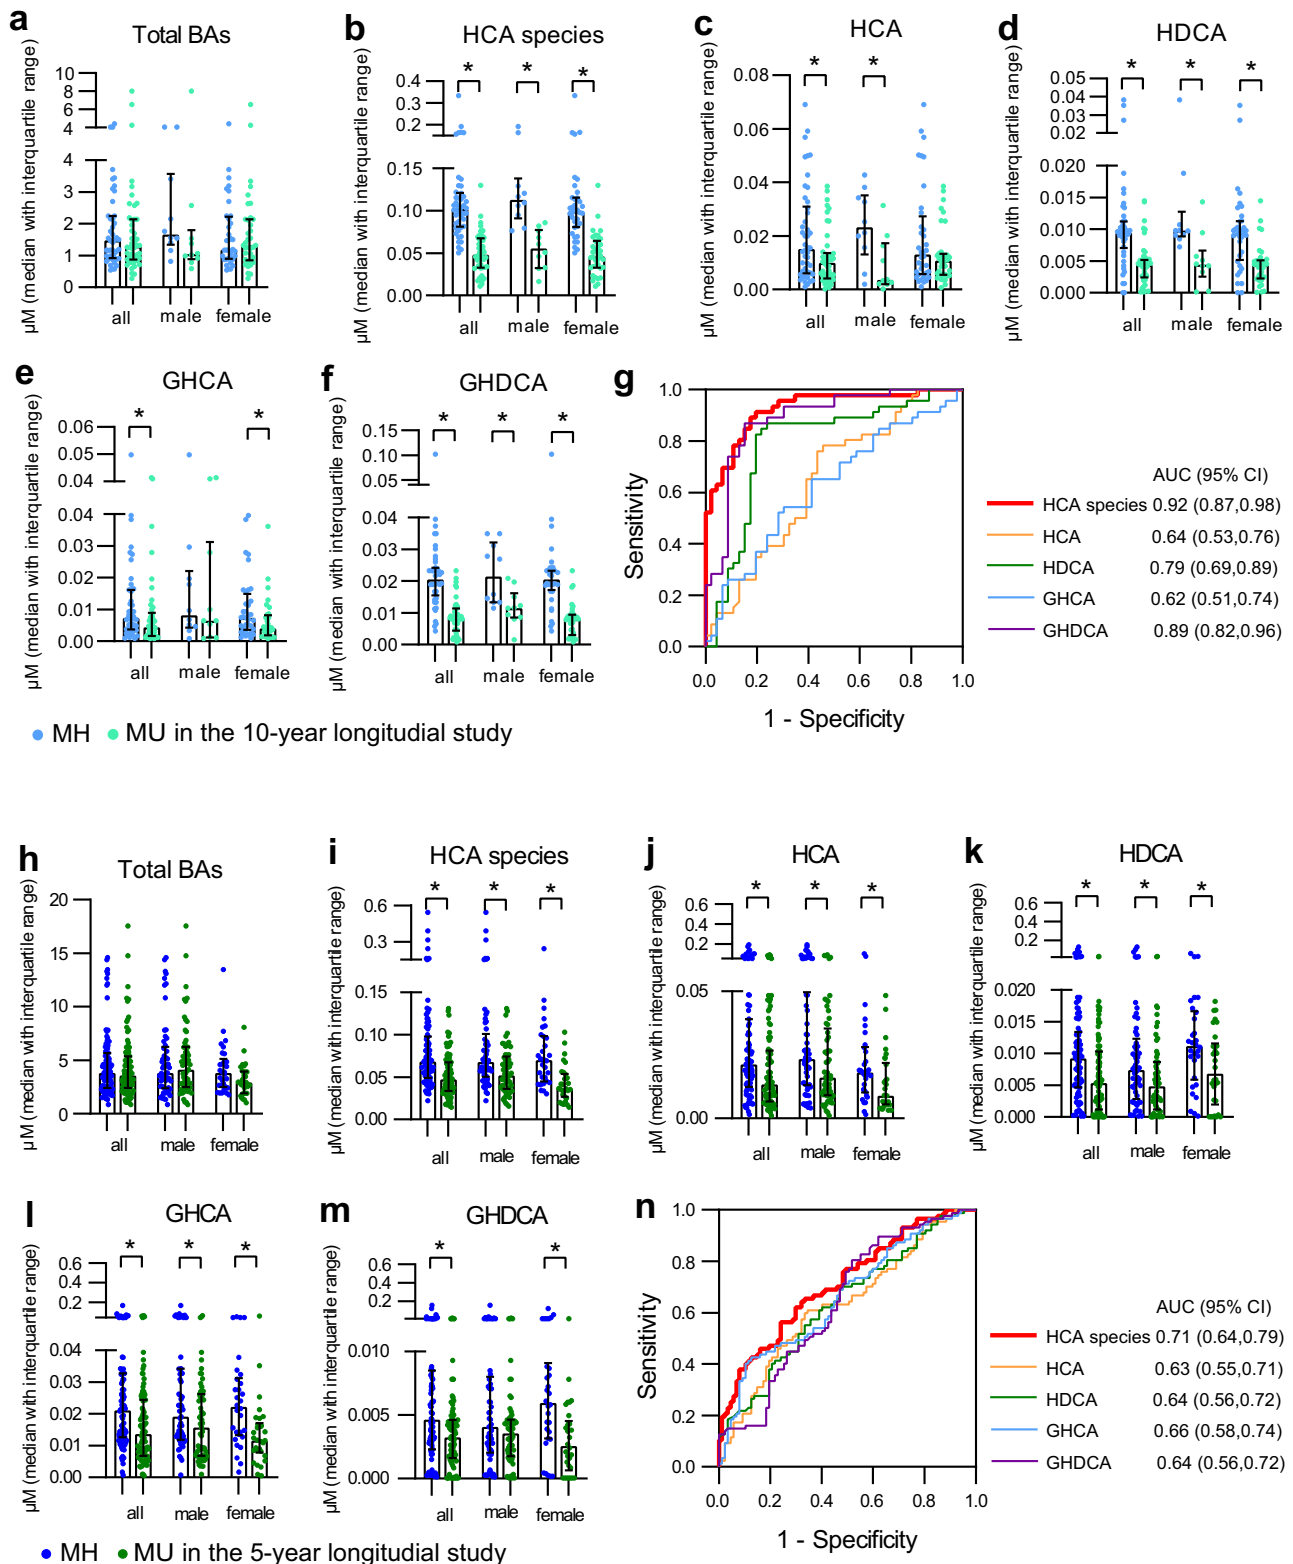 a
Total BAs
µM (median with interquartile range)
10
8
6
4
4
3
2
1
0
all male female
b
HCA species
µM (median with interquartile range)
* * *
0.4
0.3
0.2
0.15
0.10
0.05
0.00
all male female
c
HCA
µM (median with interquartile range)
* *
0.08
0.06
0.04
0.02
0.00
all male female
d
HDCA
µM (median with interquartile range)
* * *
0.05
0.04
0.03
0.02
0.020
0.015
0.010
0.005
0.000
all male female
e
GHCA
µM (median with interquartile range)
* *
0.06
0.05
0.04
0.04
0.03
0.02
0.01
0.00
all male female
f
GHDCA
µM (median with interquartile range)
* * *
0.15
0.10
0.05
0.04
0.03
0.02
0.01
0.00
all male female
g
Sensitivity
1.0
0.8
0.6
0.4
0.2
0.0
0.0 0.2 0.4 0.6 0.8 1.0
1 - Specificity
AUC (95% CI)
HCA species 0.92 (0.87,0.98)
HCA 0.64 (0.53,0.76)
HDCA 0.79 (0.69,0.89)
GHCA 0.62 (0.51,0.74)
GHDCA 0.89 (0.82,0.96)
MH MU in the 10-year longitudial study
h
Total BAs
µM (median with interquartile range)
20
15
10
5
0
all male female
i
HCA species
µM (median with interquartile range)
* * *
0.6
0.3
0.15
0.10
0.05
0.00
all male female
j
HCA
µM (median with interquartile range)
* * *
0.6
0.4
0.2
0.05
0.00
all male female
k
HDCA
µM (median with interquartile range)
* * *
0.6
0.4
0.2
0.020
0.015
0.010
0.005
0.000
all male female
l
GHCA
µM (median with interquartile range)
* * *
0.6
0.4
0.2
0.04
0.03
0.02
0.01
0.00
all male female
m
GHDCA
µM (median with interquartile range)
* *
0.6
0.4
0.2
0.010
0.005
0.000
all male female
n
Sensitivity
1.0
0.8
0.6
0.4
0.2
0.0
0.0 0.2 0.4 0.6 0.8 1.0
1 - Specificity
AUC (95% CI)
HCA species 0.71 (0.64,0.79)
HCA 0.63 (0.55,0.71)
HDCA 0.64 (0.56,0.72)
GHCA 0.66 (0.58,0.74)
GHDCA 0.64 (0.56,0.72)
MH MU in the 5-year longitudial study